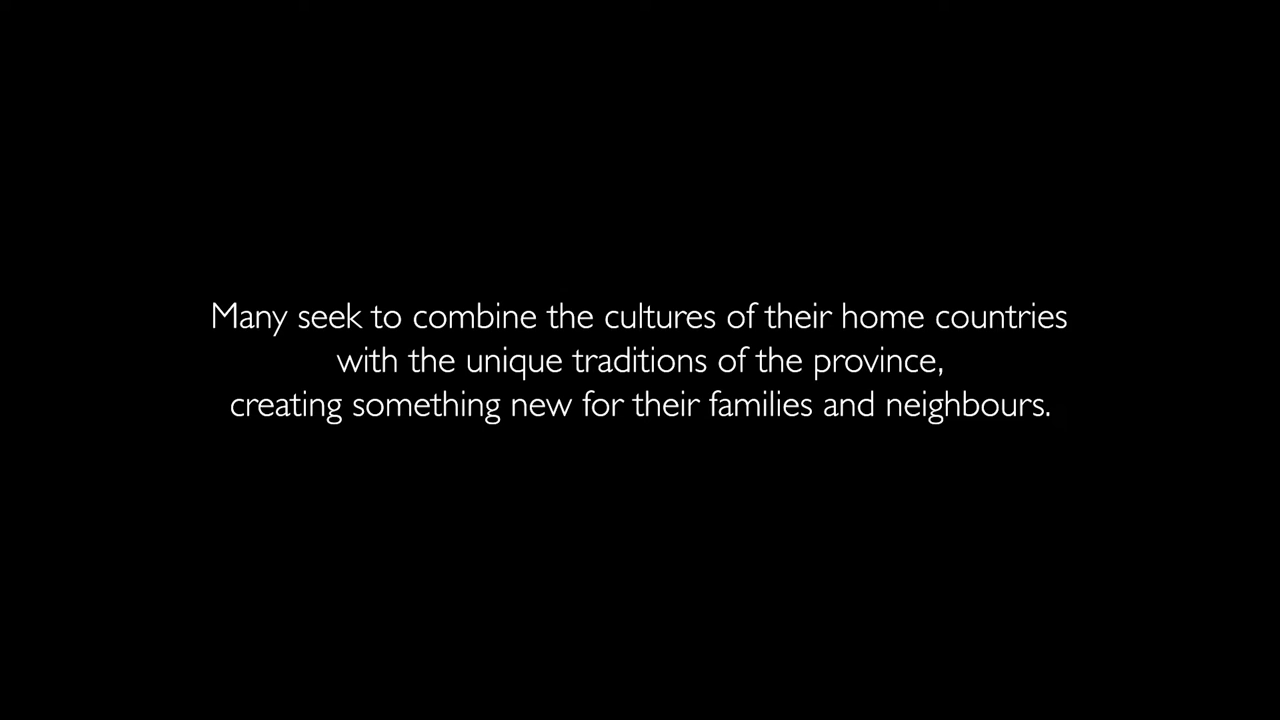 Many seek to combine the cultures of their home countries
with the unique traditions of the province,
creating something new for their families and neighbours.